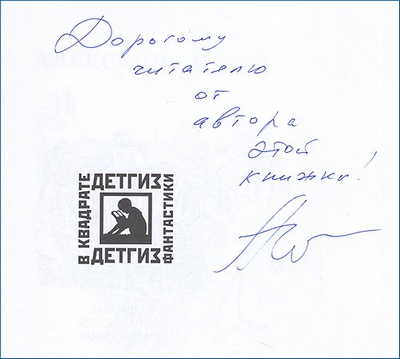 Дорогому
читателю
от
автора
этой
книжки!
ДЕТГИЗ
В КВАДРАТЕ
ФАНТАСТИКИ
ДЕТГИЗ